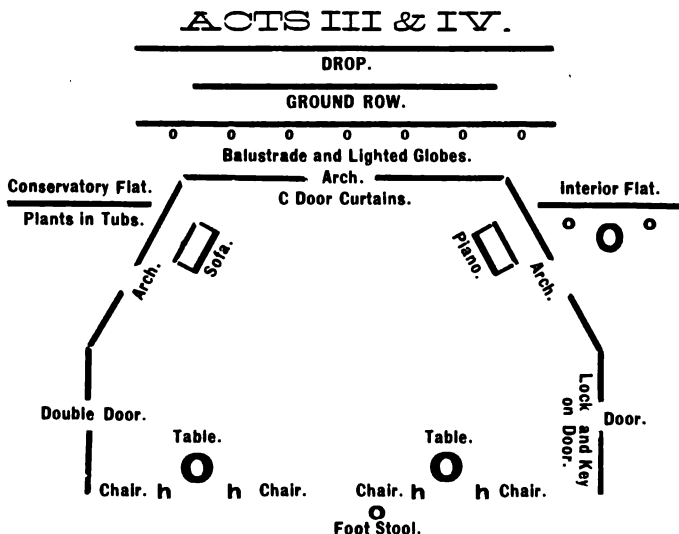 ACTS III & IV.
DROP.
GROUND ROW.
Balustrade and Lighted Globes.
Conservatory Flat.
Arch.
Interior Flat.
C Door Curtains.
Plants in Tubs.
Sofa.
Piano.
Arch.
Arch.
Double Door.
Lock and Key
on Door.
Door.
Table.
Table.
Chair.
Chair.
Chair.
Chair.
Foot Stool.